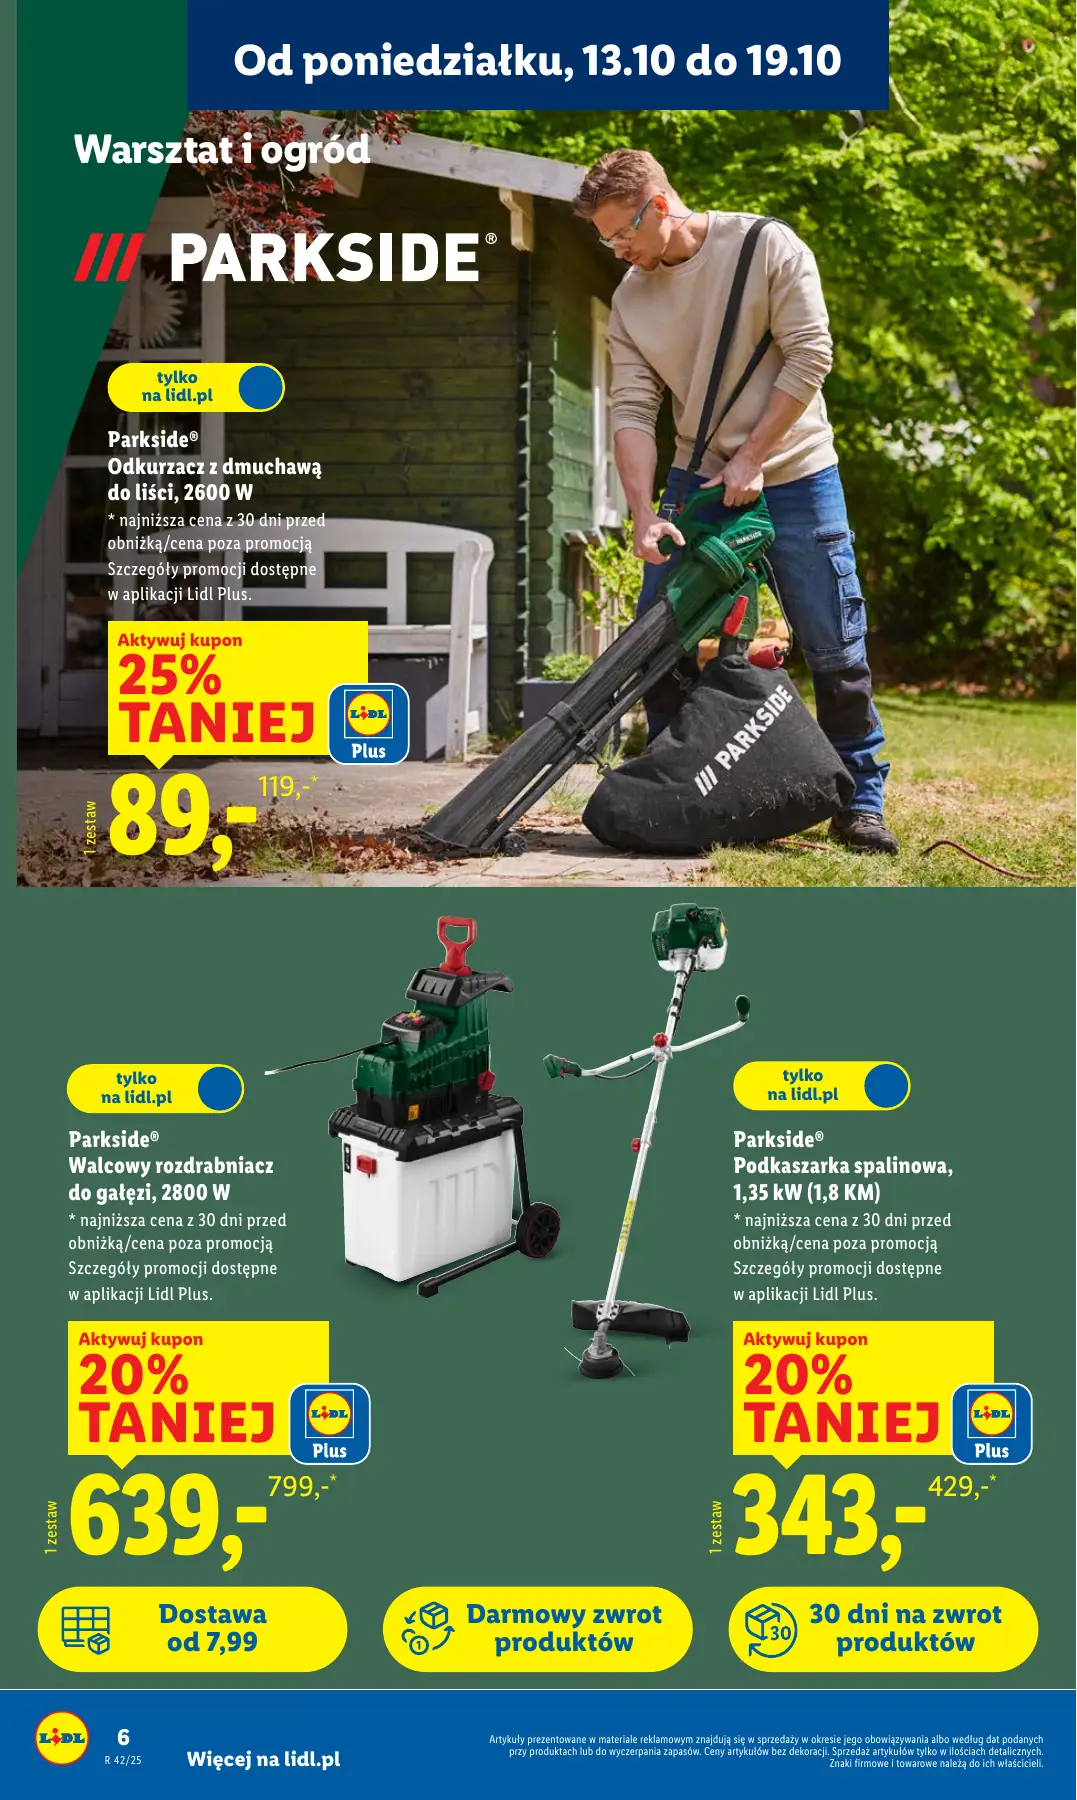 Od poniedziałku, 13.10 do 19.10
Warsztat i ogród
PARKSIDE®
tylko
na lidl.pl
Parkside®
Odkurzacz z dmuchawą
do liści, 2600 W
* najniższa cena z 30 dni przed
obniżką/cena poza promocją
Szczegóły promocji dostępne
w aplikacji Lidl Plus.
Aktywuj kupon
25%
TANIEJ
LIDL
Plus
119,-*
89,-
1 zestaw
PARKSIDE
PARKSIDE
tylko
na lidl.pl
Parkside®
Walcowy rozdrabniacz
do gałęzi, 2800 W
* najniższa cena z 30 dni przed
obniżką/cena poza promocją
Szczegóły promocji dostępne
w aplikacji Lidl Plus.
Aktywuj kupon
20%
TANIEJ
LIDL
Plus
799,-*
639,-
1 zestaw
tylko
na lidl.pl
Parkside®
Podkaszarka spalinowa,
1,35 kW (1,8 KM)
* najniższa cena z 30 dni przed
obniżką/cena poza promocją
Szczegóły promocji dostępne
w aplikacji Lidl Plus.
Aktywuj kupon
20%
TANIEJ
LIDL
Plus
429,-*
343,-
1 zestaw
Dostawa
od 7,99
1
Darmowy zwrot
produktów
30
30 dni na zwrot
produktów
LIDL
6
R 42/25
Więcej na lidl.pl
Artykuły prezentowane w materiale reklamowym znajdują się w sprzedaży w okresie jego obowiązywania albo według dat podanych
przy produktach lub do wyczerpania zapasów. Ceny artykułów bez dekoracji. Sprzedaż artykułów tylko w ilościach detalicznych.
Znaki firmowe i towarowe należą do ich właścicieli.